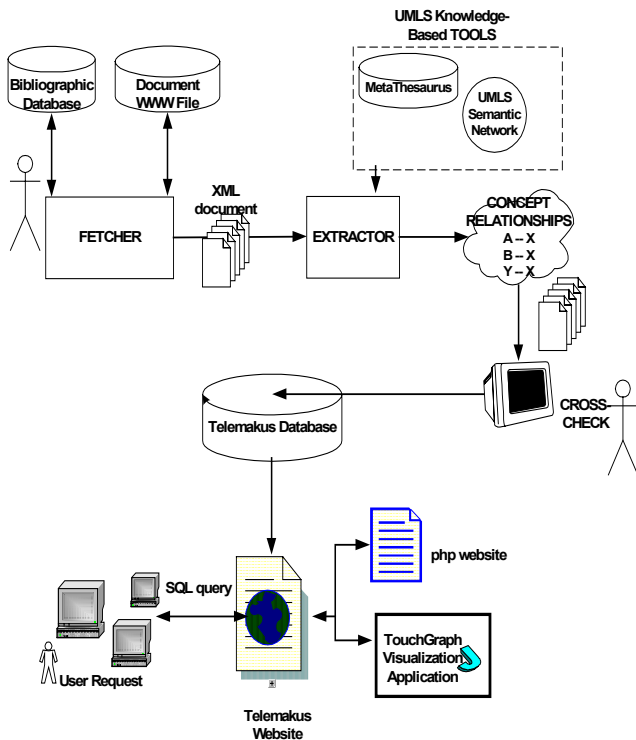 UMLS Knowledge-
Based TOOLS
Bibliographic
Database
Document
WWW File
MetaThesaurus
UMLS
Semantic
Network
XML
document
FETCHER
EXTRACTOR
CONCEPT
RELATIONSHIPS
A -- X
B -- X
Y -- X
CROSS-
CHECK
Telemakus Database
php website
SQL query
TouchGraph
Visualization
Application
User Request
Telemakus
Website